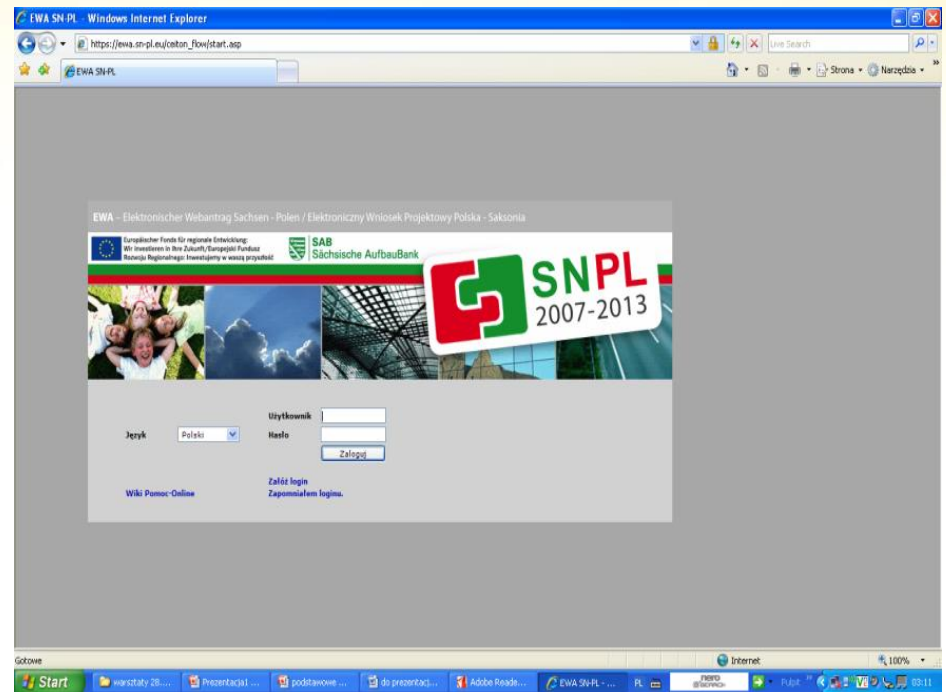 EWA SN-PL - Windows Internet Explorer
https://ewa.sn-pl.eu/ceiton_flow/start.asp
Live Search
EWA SN-PL
Strona
Narzędzia
EWA – Elektronischer Webantrag Sachsen - Polen / Elektroniczny Wniosek Projektowy Polska - Saksonia
Europäischer Fonds für regionale Entwicklung:
Wir investieren in Ihre Zukunft/Europejski Fundusz
Rozwoju Regionalnego: Inwestujemy w waszą przyszłość
SAB
Sächsische AufbauBank
SNPL
2007-2013
Użytkownik
Język Polski Hasło
Zaloguj
Załóż login
Wiki Pomoc-Online Zapomniałem loginu.
Gotowe Internet 100%
Start warsztaty 28.... Prezentacja1 ... podstawowe ... do prezentacj... Adobe Reade... EWA SN-PL - ... PL nero Pulpit 03:11